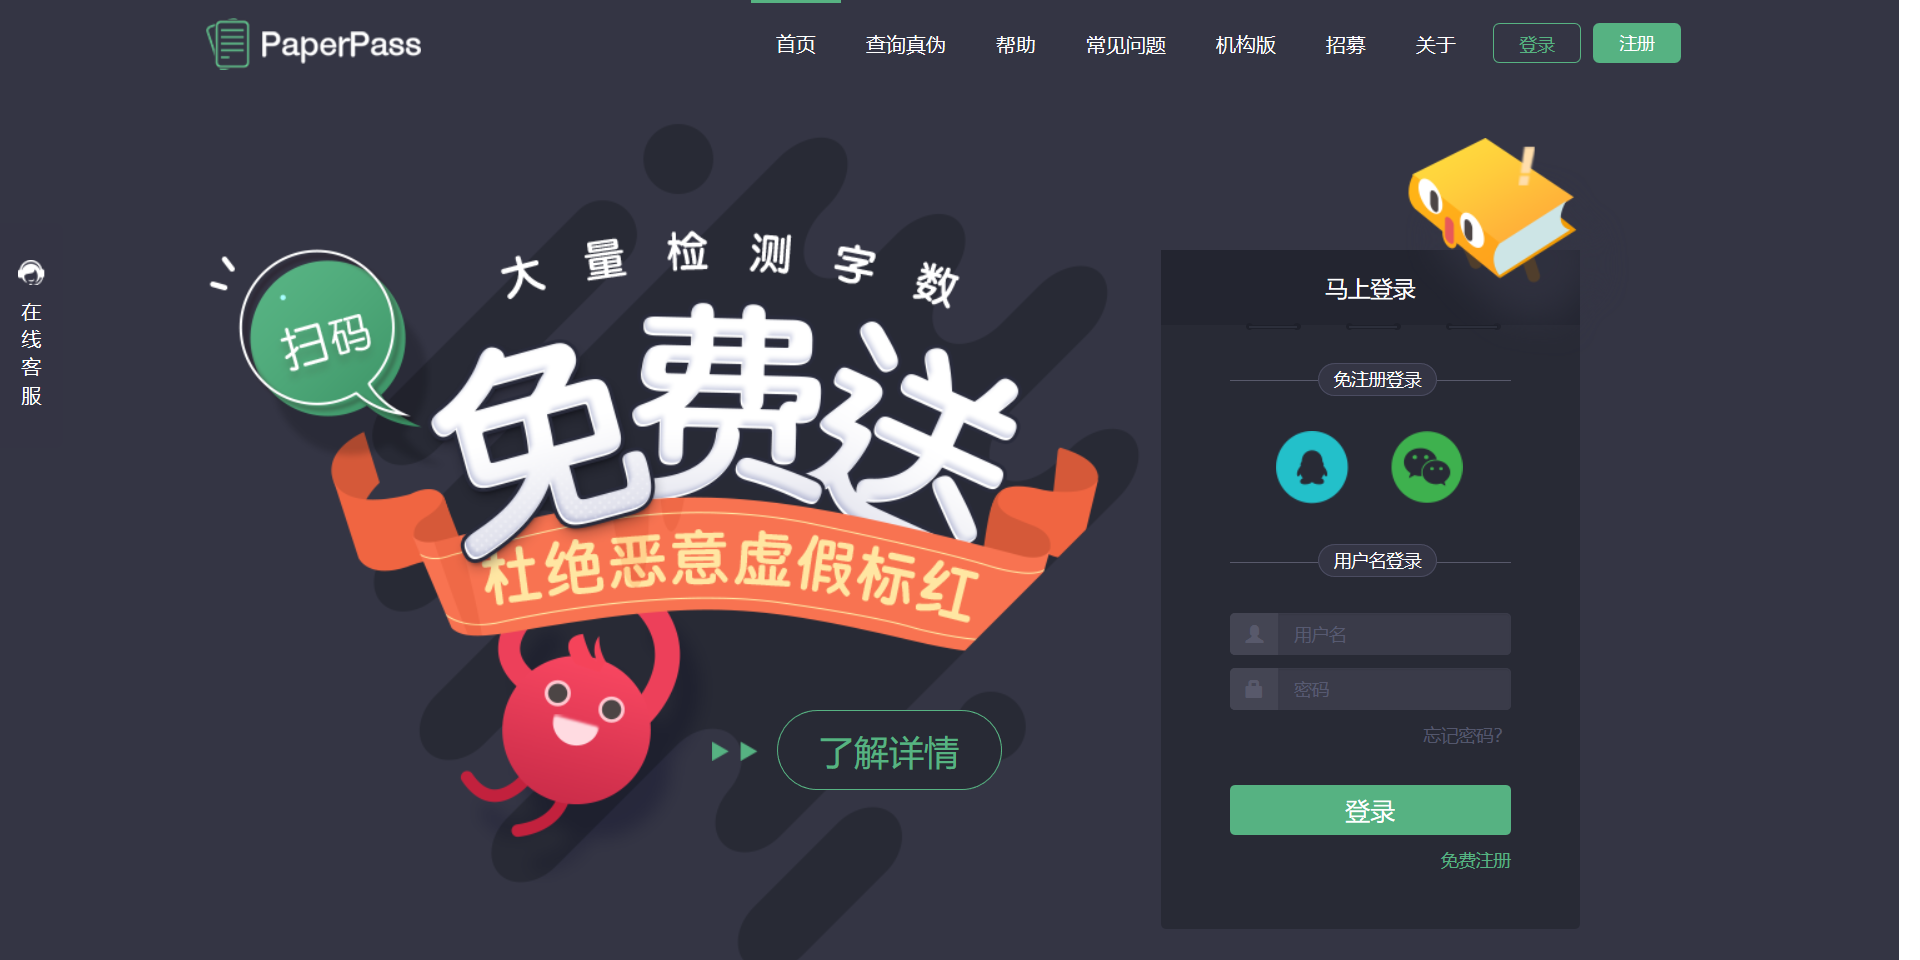 PaperPass
首页
查询真伪
帮助
常见问题
机构版
招募
关于
登录
注册
在线客服
扫码
大量检测字数
免费送
杜绝恶意虚假标红
了解详情
马上登录
免注册登录
用户名登录
用户名
密码
忘记密码?
登录
免费注册